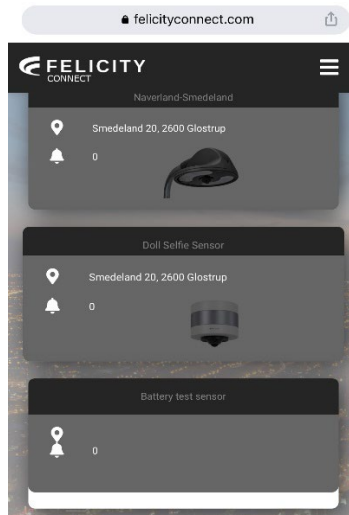 felicityconnect.com
FELICITY
CONNECT
Naverland-Smedeland
Smedeland 20, 2600 Glostrup
0
Doll Selfie Sensor
Smedeland 20, 2600 Glostrup
0
Battery test sensor
0